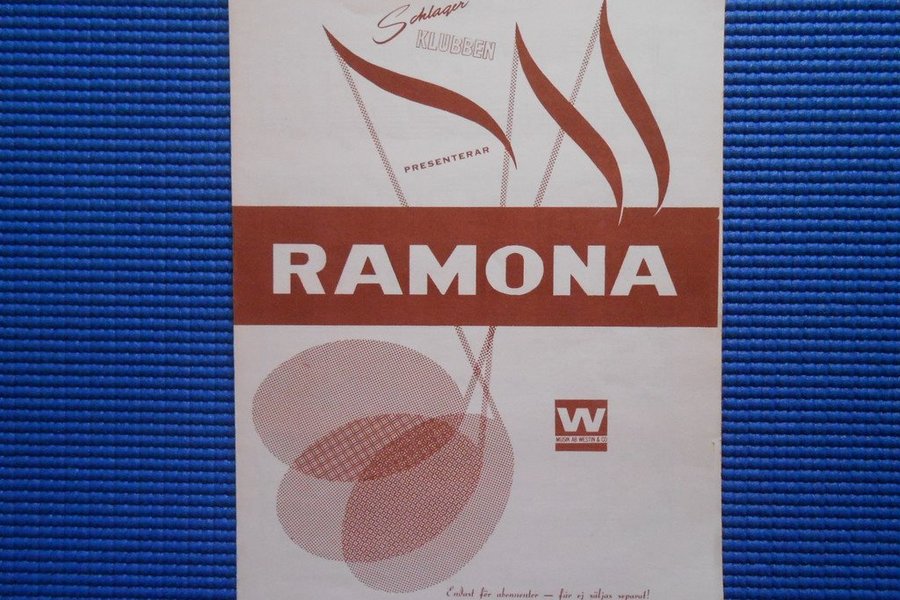 Schlager
KLUBBEN
PRESENTERAR
RAMONA
W
MUSIK AB WESTIN & CO
Endast för abonnenter — får ej säljas separat!